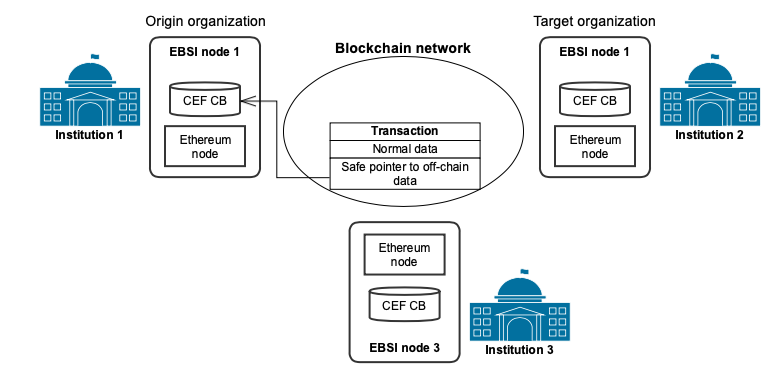 Origin organization
Target organization
EBSI node 1
CEF CB
Ethereum
node
Institution 1
Blockchain network
Transaction
Normal data
Safe pointer to off-chain
data
EBSI node 1
CEF CB
Ethereum
node
Institution 2
Ethereum
node
CEF CB
EBSI node 3
Institution 3